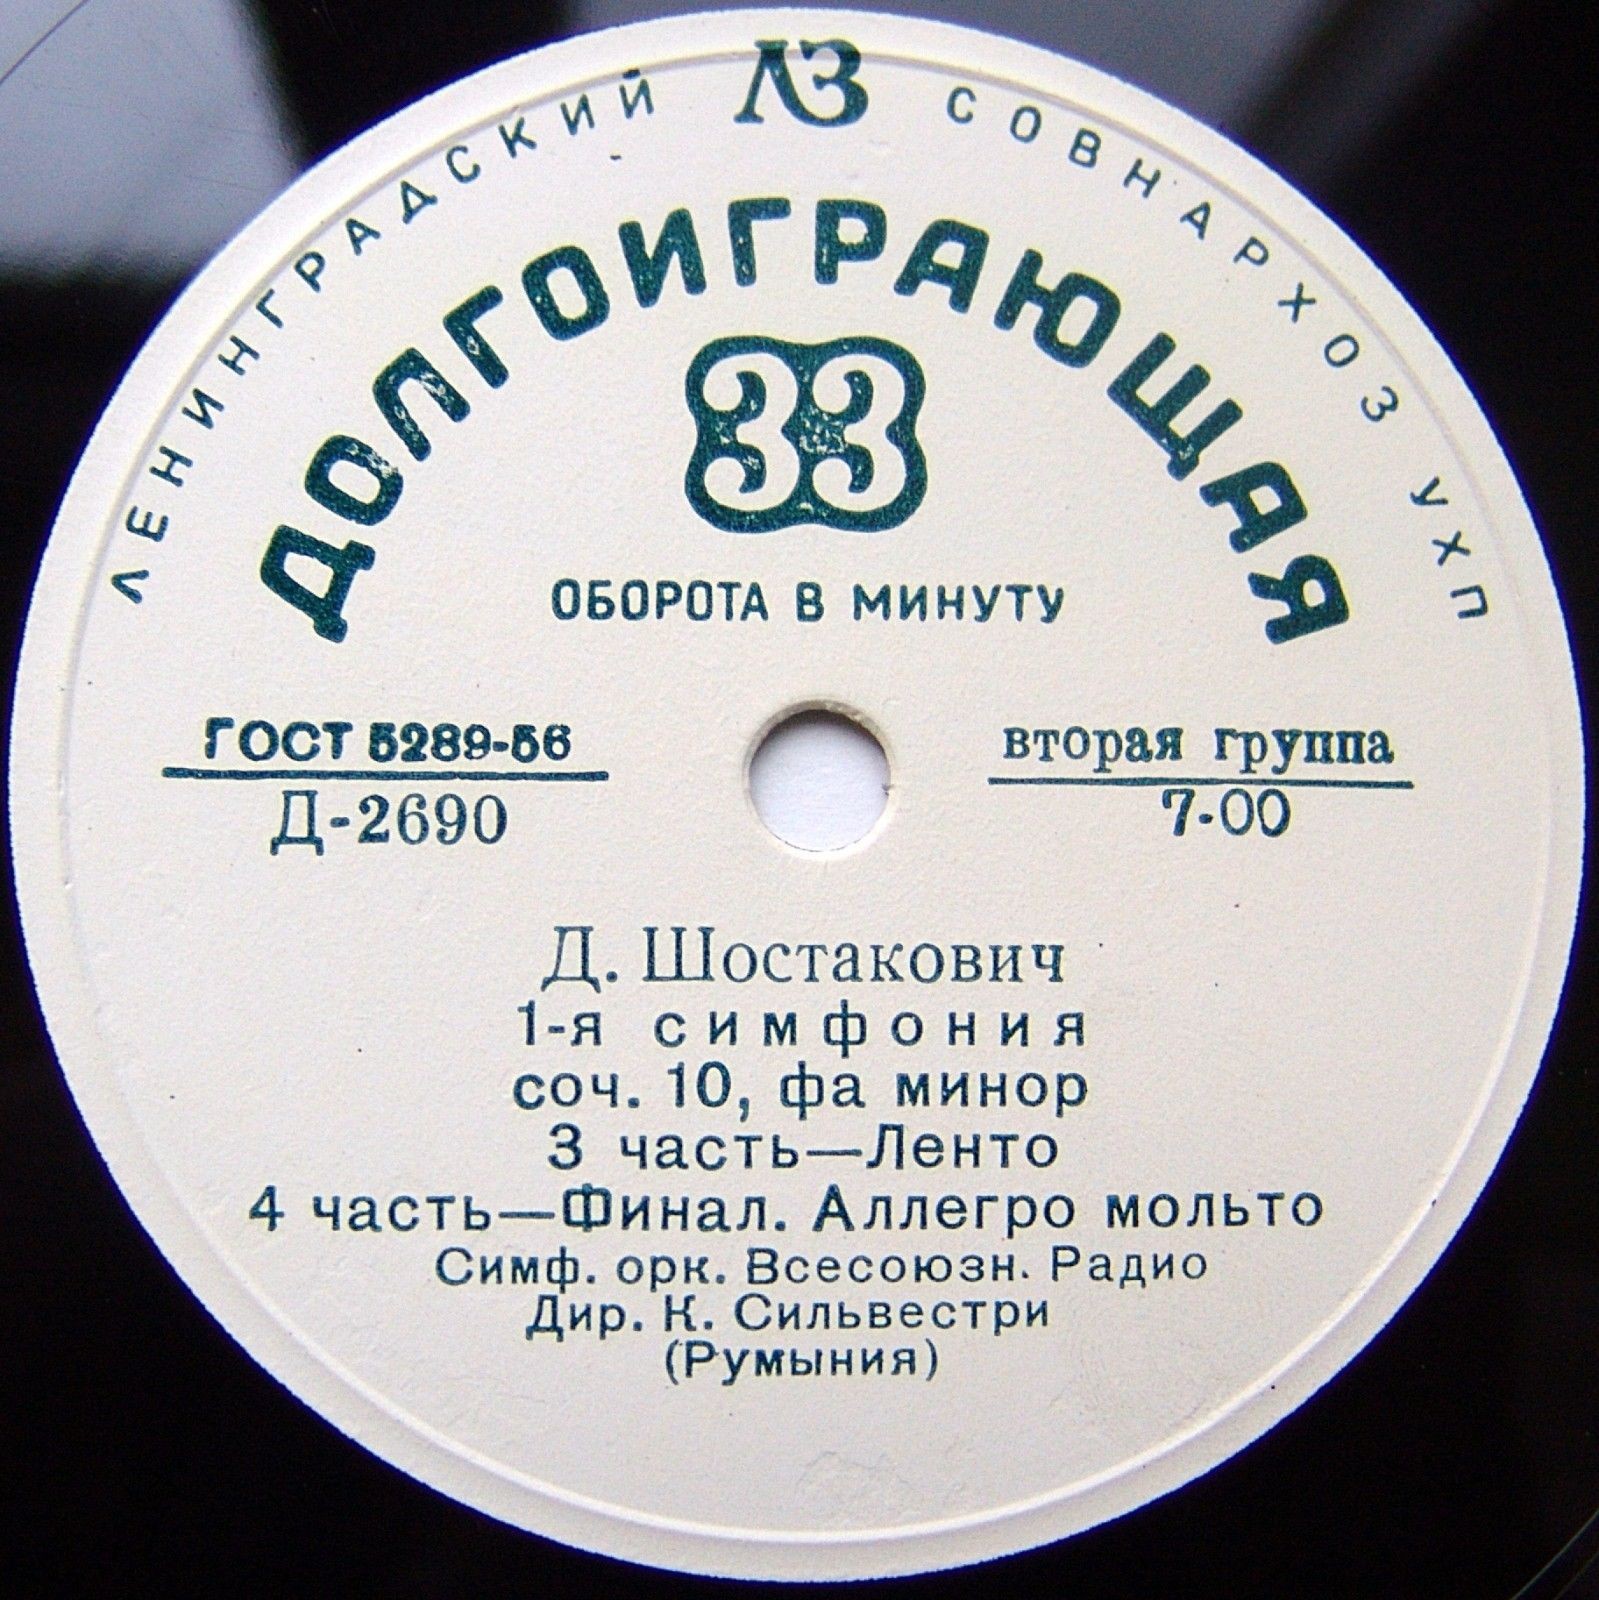 ЛЕНИНГРАДСКИЙ ЛЗ СОВНАРХОЗ УХП
ДОЛГОИГРАЮЩАЯ
33
ОБОРОТА В МИНУТУ
ГОСТ 5289-56
Д-2690
вторая группа
7-00
Д. Шостакович
1-я симфония
соч. 10, фа минор
3 часть—Ленто
4 часть—Финал. Аллегро мольто
Симф. орк. Всесоюзн. Радио
Дир. К. Сильвестри
(Румыния)